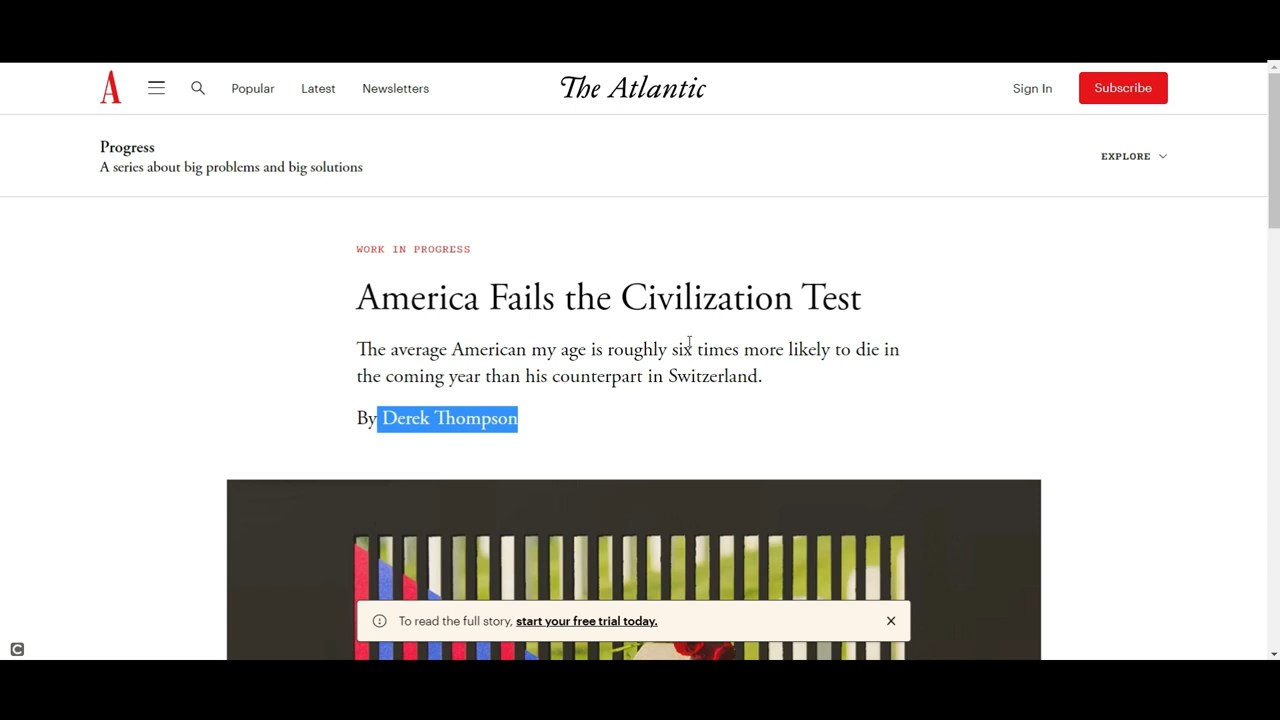 A Popular Latest Newsletters The Atlantic Sign In Subscribe
Progress
A series about big problems and big solutions
EXPLORE
WORK IN PROGRESS
America Fails the Civilization Test
The average American my age is roughly six times more likely to die in
the coming year than his counterpart in Switzerland.
By Derek Thompson
To read the full story, start your free trial today.
C